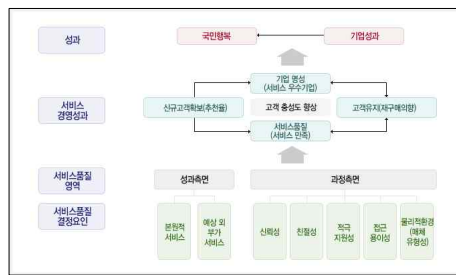 성과
국민행복
기업성과
기업 명성
(서비스 우수기업)
서비스
경영성과
신규고객확보(추천율)
고객 충성도 향상
고객유지(재구매의향)
서비스품질
(서비스 만족)
서비스품질
영역
성과측면
과정측면
서비스품질
결정요인
본원적
서비스
예상 외
부가
서비스
신뢰성
친절성
적극
지원성
접근
용이성
물리적환경
(매체
유형성)